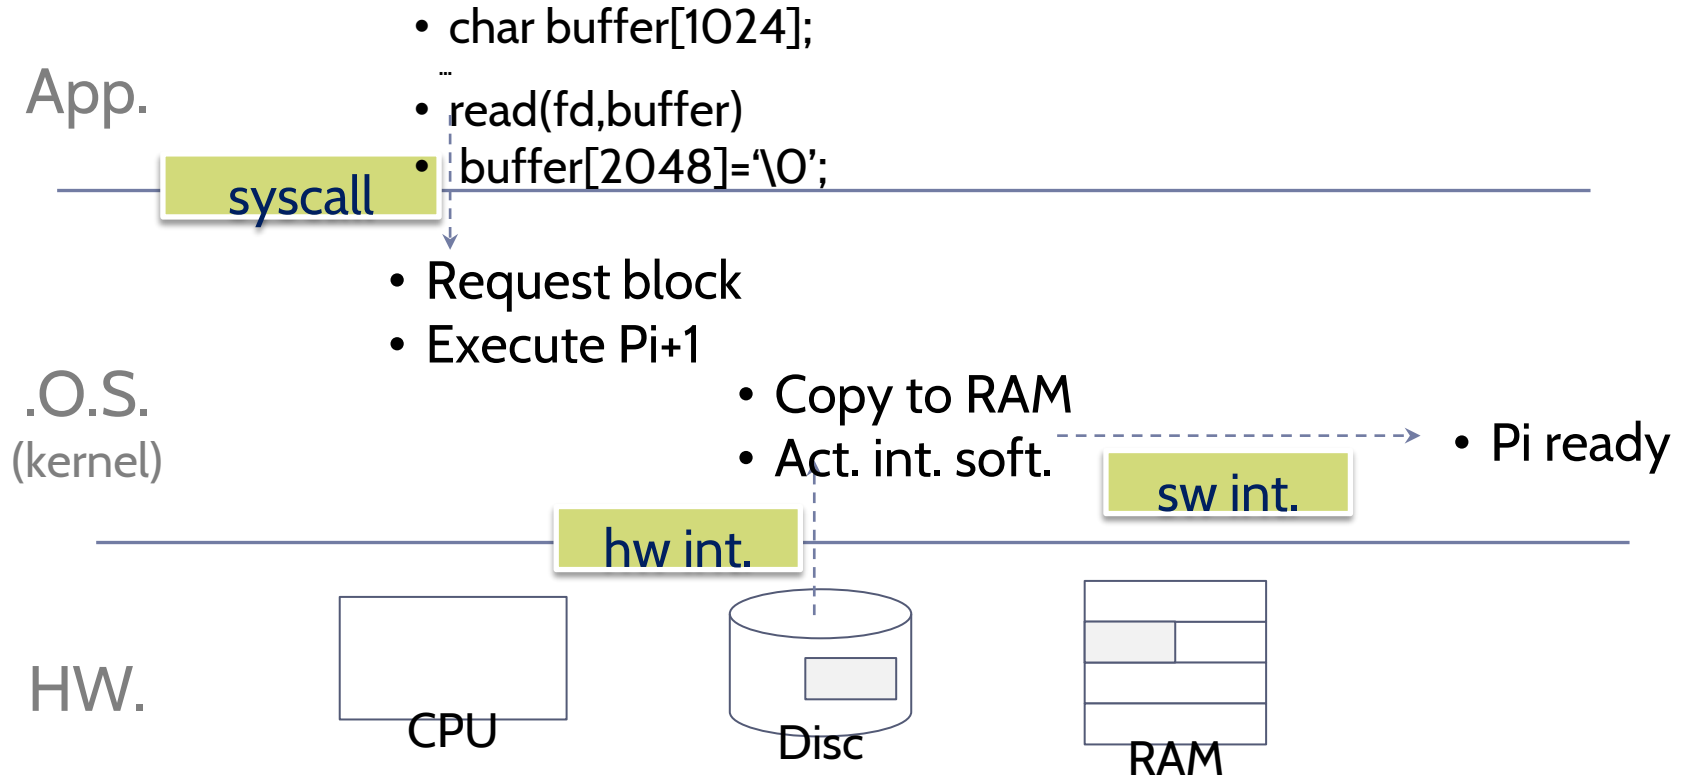 • char buffer[1024];
...
App.
• read(fd,buffer)
• buffer[2048]=‘\0’;
syscall
• Request block
• Execute Pi+1
.O.S.
(kernel)
• Copy to RAM
• Act. int. soft.
• Pi ready
sw int.
hw int.
HW.
CPU
Disc
RAM